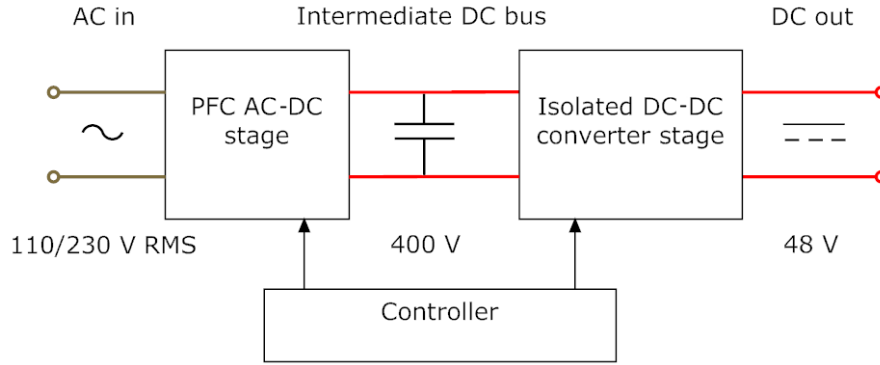 AC in
Intermediate DC bus
DC out
PFC AC-DC
stage
Isolated DC-DC
converter stage
110/230 V RMS
400 V
48 V
Controller